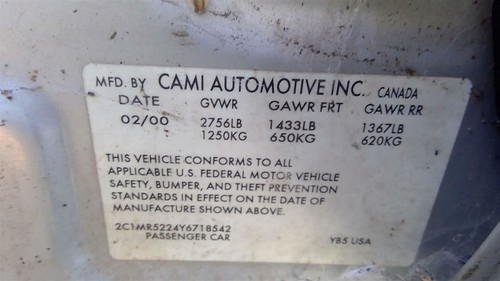 MFD. BY CAMI AUTOMOTIVE INC. CANADA
DATE GVWR GAWR FRT GAWR RR
02/00 2756LB 1433LB 1367LB
1250KG 650KG 620KG
THIS VEHICLE CONFORMS TO ALL
APPLICABLE U.S. FEDERAL MOTOR VEHICLE
SAFETY, BUMPER, AND THEFT PREVENTION
STANDARDS IN EFFECT ON THE DATE OF
MANUFACTURE SHOWN ABOVE.
2C1MR5224Y6718542
PASSENGER CAR YB5 USA